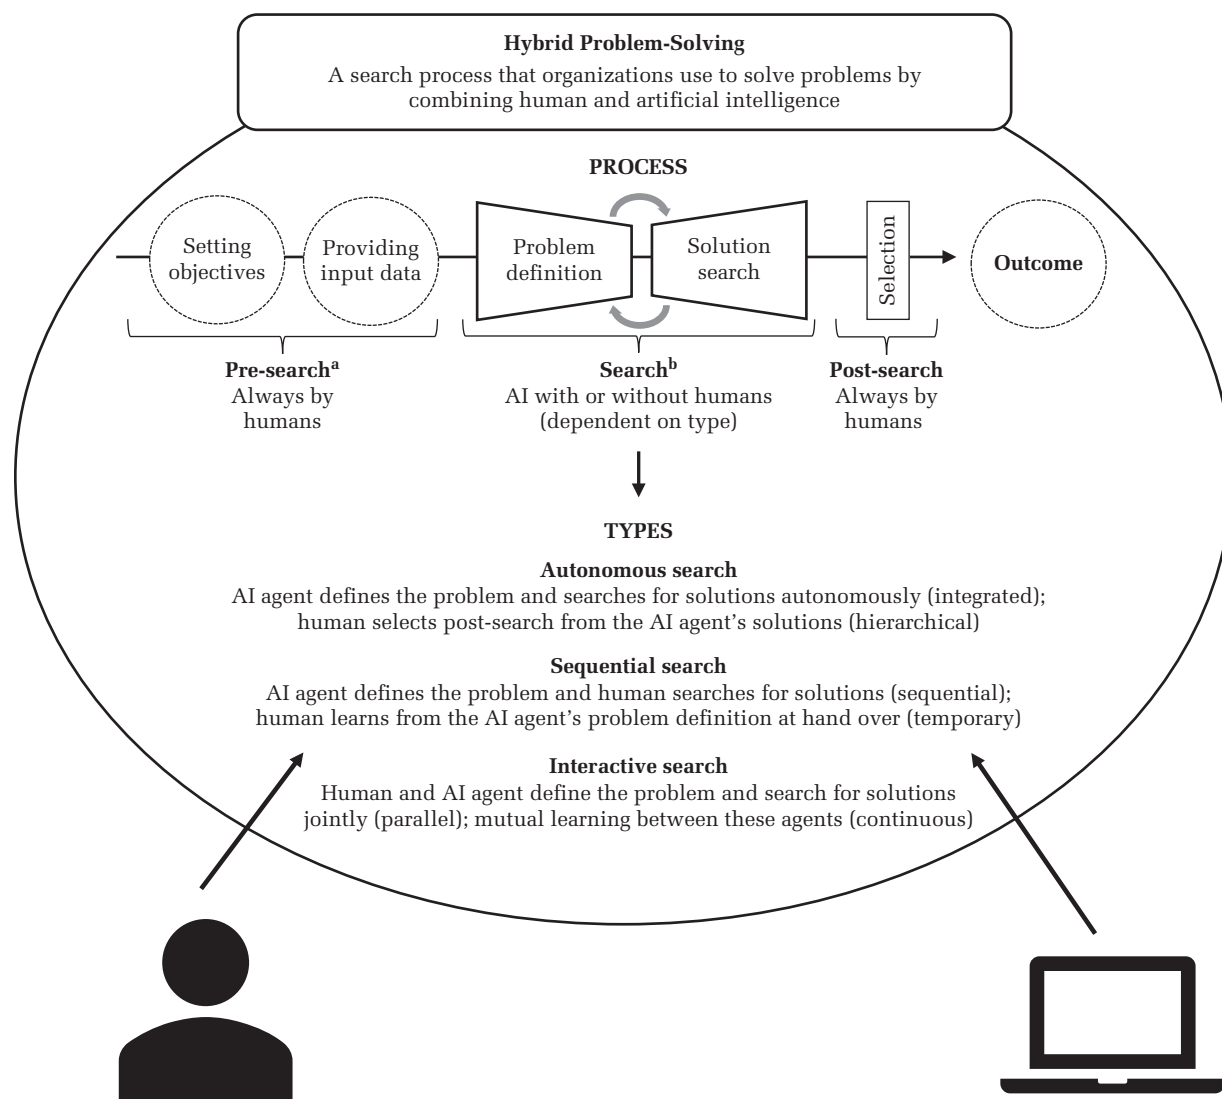 Hybrid Problem-Solving
A search process that organizations use to solve problems by
combining human and artificial intelligence
PROCESS
Setting
objectives
Providing
input data
Problem
definition
Solution
search
Selection
Outcome
Pre-searchᵃ
Always by
humans
Searchᵇ
AI with or without humans
(dependent on type)
Post-search
Always by
humans
TYPES
Autonomous search
AI agent defines the problem and searches for solutions autonomously (integrated);
human selects post-search from the AI agent’s solutions (hierarchical)
Sequential search
AI agent defines the problem and human searches for solutions (sequential);
human learns from the AI agent’s problem definition at hand over (temporary)
Interactive search
Human and AI agent define the problem and search for solutions
jointly (parallel); mutual learning between these agents (continuous)